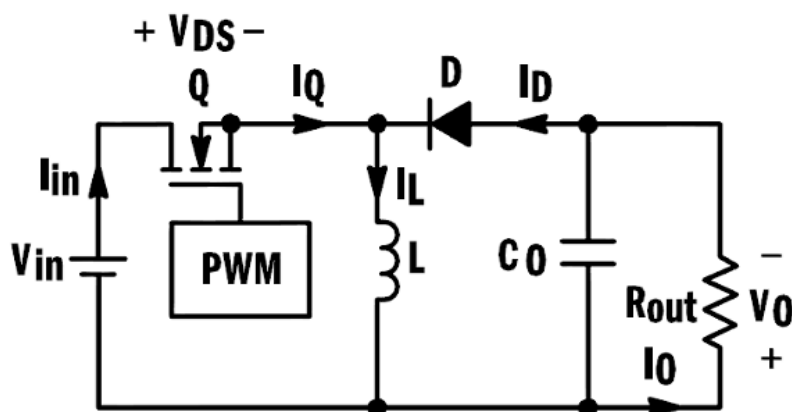 + VDS −
Q
IQ
D
ID
Iin
IL
Vin
PWM
L
CO
Rout
−
VO
+
IO